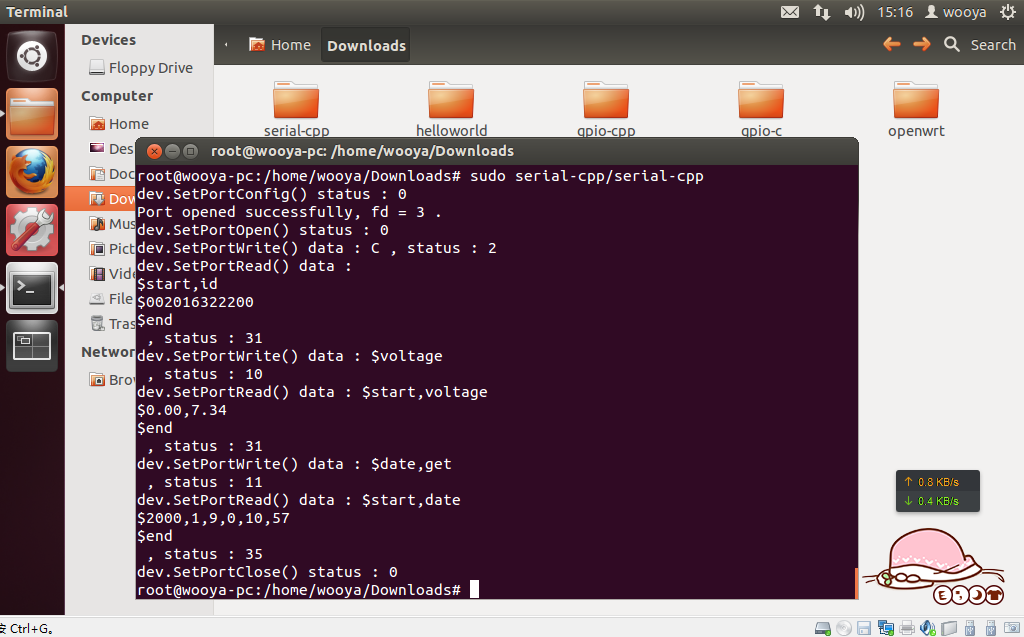 Terminal
15:16
wooya
Devices
Floppy Drive
Computer
Home
Des
Doc
Dow
Mus
Pict
Vide
File
Tras
Networ
Brow
Home
Downloads
Search
serial-cpp
helloworld
gpio-cpp
gpio-c
openwrt
root@wooya-pc: /home/wooya/Downloads
root@wooya-pc:/home/wooya/Downloads# sudo serial-cpp/serial-cpp
dev.SetPortConfig() status : 0
Port opened successfully, fd = 3 .
dev.SetPortOpen() status : 0
dev.SetPortWrite() data : C , status : 2
dev.SetPortRead() data :
$start,id
$002016322200
$end
 , status : 31
dev.SetPortWrite() data : $voltage
 , status : 10
dev.SetPortRead() data : $start,voltage
$0.00,7.34
$end
 , status : 31
dev.SetPortWrite() data : $date,get
 , status : 11
dev.SetPortRead() data : $start,date
$2000,1,9,0,10,57
$end
 , status : 35
dev.SetPortClose() status : 0
root@wooya-pc:/home/wooya/Downloads#
↑ 0.8 KB/s
↓ 0.4 KB/s
E
按 Ctrl+G。